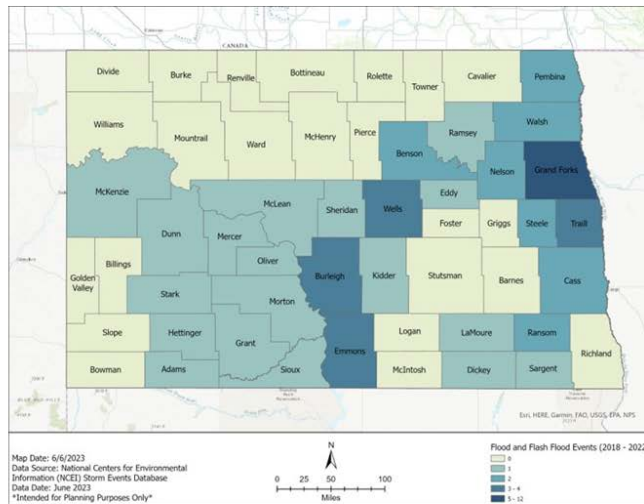 CANADA
Divide
Burke
Renville
Bottineau
Rolette
Towner
Cavalier
Pembina
Williams
Mountrail
Ward
McHenry
Pierce
Ramsey
Walsh
Benson
Nelson
Grand Forks
McKenzie
McLean
Sheridan
Wells
Eddy
Foster
Griggs
Steele
Traill
Dunn
Mercer
Oliver
Golden
Valley
Billings
Burleigh
Kidder
Stutsman
Barnes
Cass
Stark
Morton
Slope
Hettinger
Grant
Emmons
Logan
LaMoure
Ransom
Richland
Bowman
Adams
Sioux
McIntosh
Dickey
Sargent
Esri, HERE, Garmin, FAO, USGS, EPA, NPS
Map Date: 6/6/2023
Data Source: National Centers for Environmental
Information (NCEI) Storm Events Database
Data Date: June 2023
*Intended for Planning Purposes Only*
N
0 25 50 100
Miles
Flood and Flash Flood Events (2018 - 2022
0
1
2
3 - 4
5 - 12